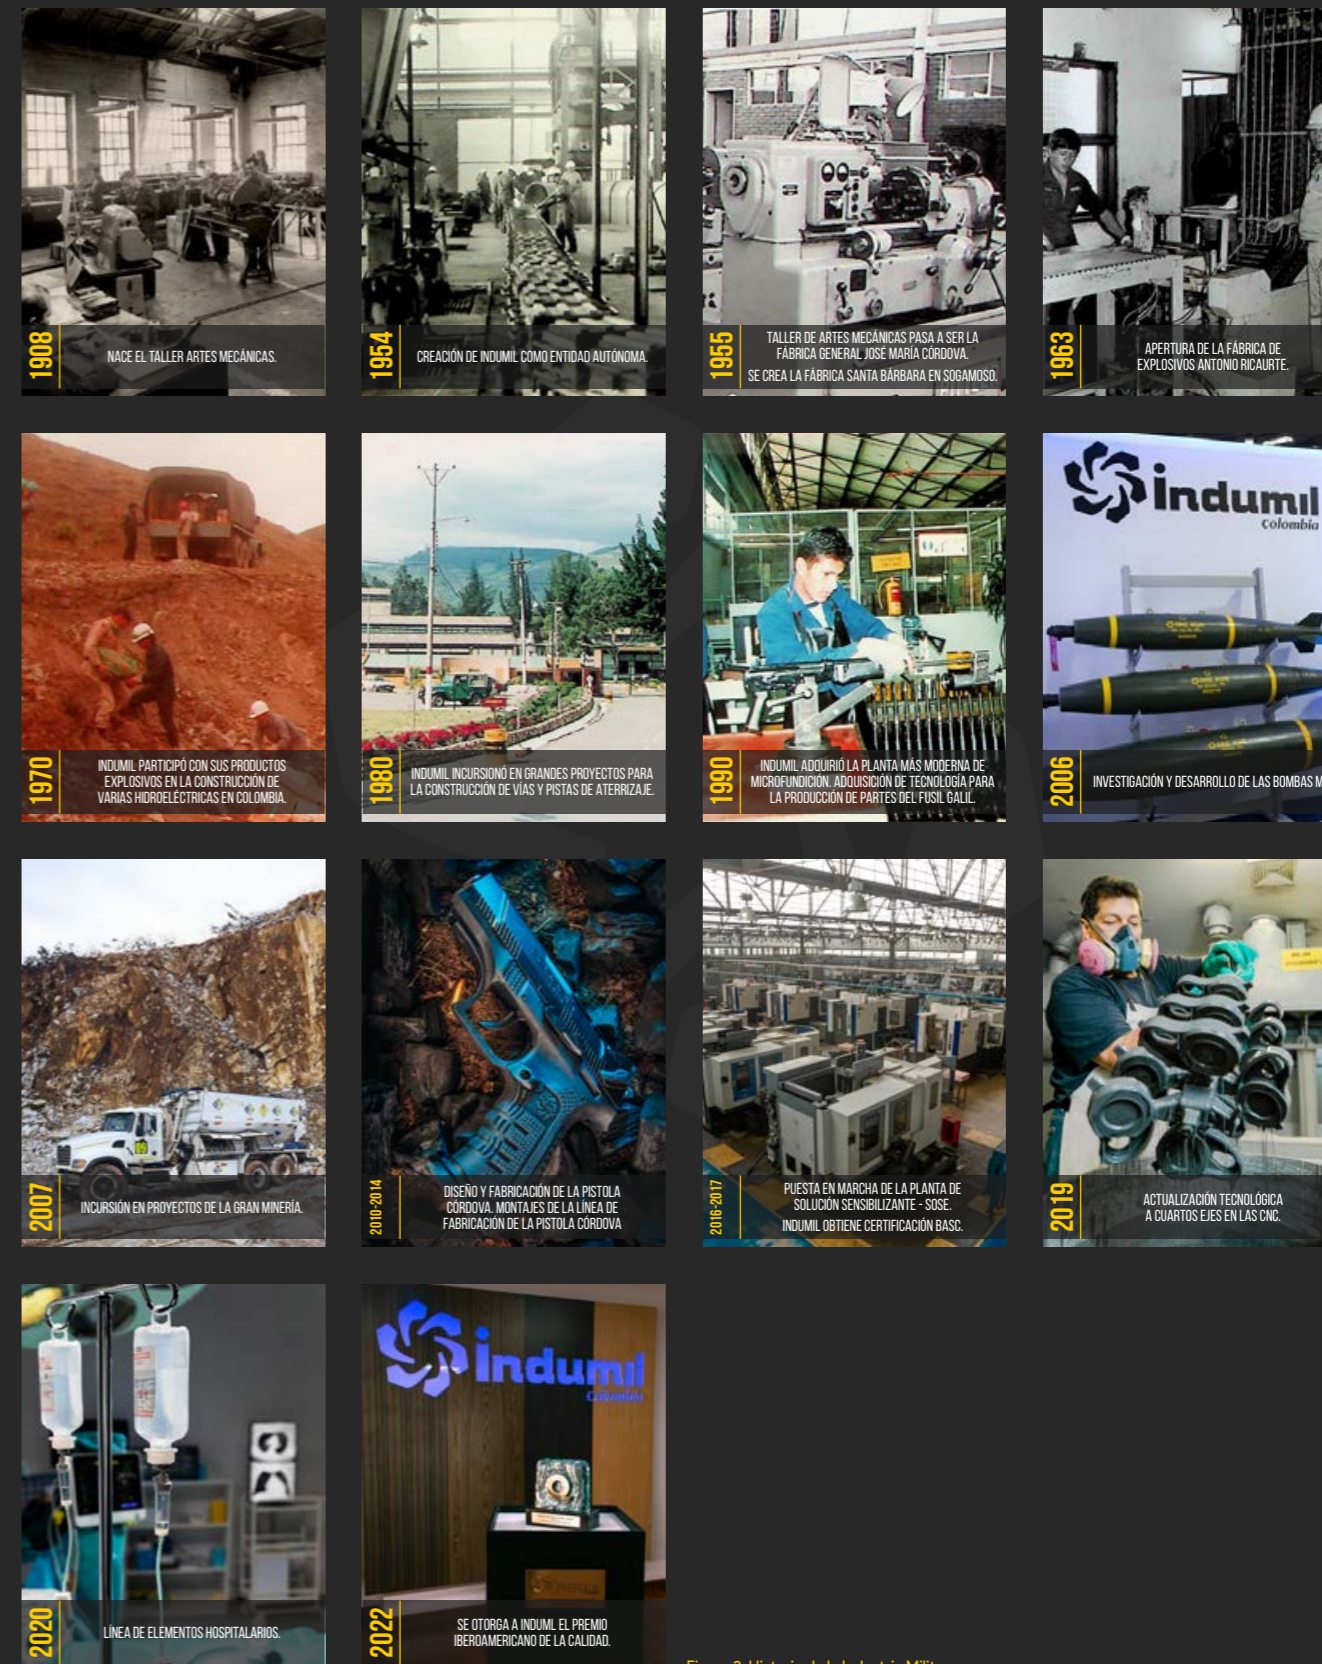 1908
NACE EL TALLER ARTES MECÁNICAS.
1954
CREACIÓN DE INDUMIL COMO ENTIDAD AUTÓNOMA.
1955
TALLER DE ARTES MECÁNICAS PASA A SER LA
FÁBRICA GENERAL JOSÉ MARÍA CÓRDOVA.
SE CREA LA FÁBRICA SANTA BÁRBARA EN SOGAMOSO.
1963
APERTURA DE LA FÁBRICA DE
EXPLOSIVOS ANTONIO RICAURTE.
1970
INDUMIL PARTICIPÓ CON SUS PRODUCTOS
EXPLOSIVOS EN LA CONSTRUCCIÓN DE
VARIAS HIDROELÉCTRICAS EN COLOMBIA.
1980
INDUMIL INCURSIONÓ EN GRANDES PROYECTOS PARA
LA CONSTRUCCIÓN DE VÍAS Y PISTAS DE ATERRIZAJE.
1990
INDUMIL ADQUIRIÓ LA PLANTA MÁS MODERNA DE
MICROFUNDICIÓN. ADQUISICIÓN DE TECNOLOGÍA PARA
LA PRODUCCIÓN DE PARTES DEL FUSIL GALIL.
indumil
Colombia
2006
INVESTIGACIÓN Y DESARROLLO DE LAS BOMBAS M
2007
INCURSIÓN EN PROYECTOS DE LA GRAN MINERÍA.
2010-2014
DISEÑO Y FABRICACIÓN DE LA PISTOLA
CÓRDOVA. MONTAJES DE LA LÍNEA DE
FABRICACIÓN DE LA PISTOLA CÓRDOVA
2016-2017
PUESTA EN MARCHA DE LA PLANTA DE
SOLUCIÓN SENSIBILIZANTE - SOSE.
INDUMIL OBTIENE CERTIFICACIÓN BASC.
2019
ACTUALIZACIÓN TECNOLÓGICA
A CUARTOS EJES EN LAS CNC.
2020
LÍNEA DE ELEMENTOS HOSPITALARIOS.
indumil
Colombia
2022
SE OTORGA A INDUML EL PREMIO
IBEROAMERICANO DE LA CALIDAD.